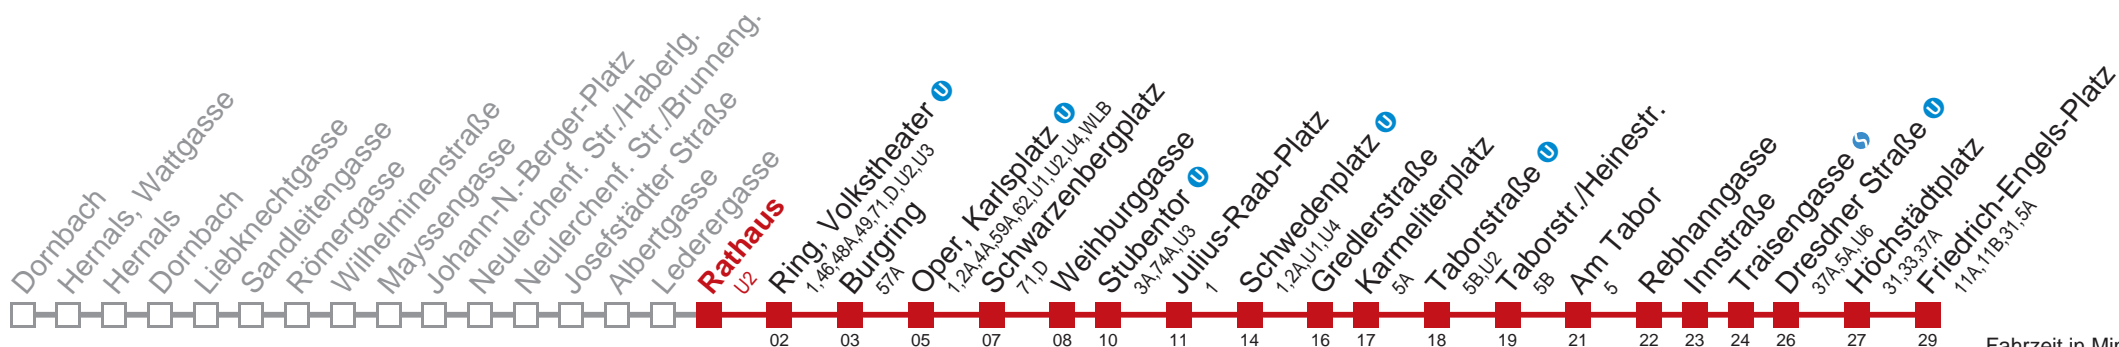 Dornbach
Hernals, Wattgasse
Hernals
Dornbach
Liebknechtgasse
Sandleitengasse
Römergasse
Wilhelminenstraße
Mayssengasse
Johann-N.-Berger-Platz
Neulerchenf. Str./Haberlg.
Neulerchenf. Str./Brunneng.
Josefstädter Straße
Albertgasse
Lederergasse
Rathaus
U2
Ring, Volkstheater U
1,46,48A,49,71,D,U2,U3
Burgring
57A
Oper, Karlsplatz U
1,2A,4A,59A,62,U1,U2,U4,WLB
Schwarzenbergplatz
71,D
Weihburggasse
Stubentor U
3A,74A,U3
Julius-Raab-Platz
1
Schwedenplatz U
1,2A,U1,U4
Gredlerstraße
Karmeliterplatz
5A
Taborstraße U
5B,U2
Taborstr./Heinestr.
5B
Am Tabor
5
Rebhanngasse
Innstraße
Traisengasse S
Dresdner Straße U
37A,5A,U6
Höchstädtplatz
31,33,37A
Friedrich-Engels-Platz
11A,11B,31,5A
02 03 05 07 08 10 11 14 16 17 18 19 21 22 23 24 26 27 29
Fahrzeit in Min